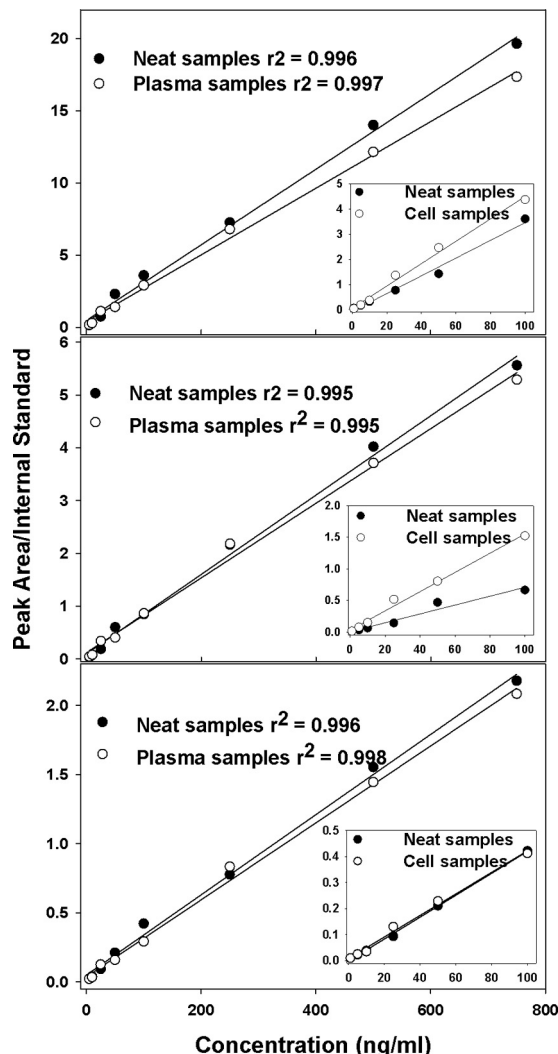 20
15
10
5
0
Neat samples r2 = 0.996
Plasma samples r2 = 0.997
5
4
3
2
1
0
Neat samples
Cell samples
0 20 40 60 80 100
Peak Area/Internal Standard
6
5
4
3
2
1
0
Neat samples r2 = 0.995
Plasma samples r² = 0.995
2.0
1.5
1.0
0.5
0.0
Neat samples
Cell samples
0 20 40 60 80 100
2.0
1.5
1.0
0.5
0.0
Neat samples r² = 0.996
Plasma samples r² = 0.998
0.5
0.4
0.3
0.2
0.1
0.0
Neat samples
Cell samples
0 20 40 60 80 100
0 200 400 600 800
Concentration (ng/ml)